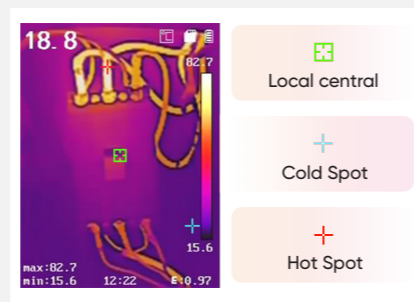 18.8
82.7
15.6
max:82.7
min:15.6 12:22 E:0.97
Local central
Cold Spot
Hot Spot